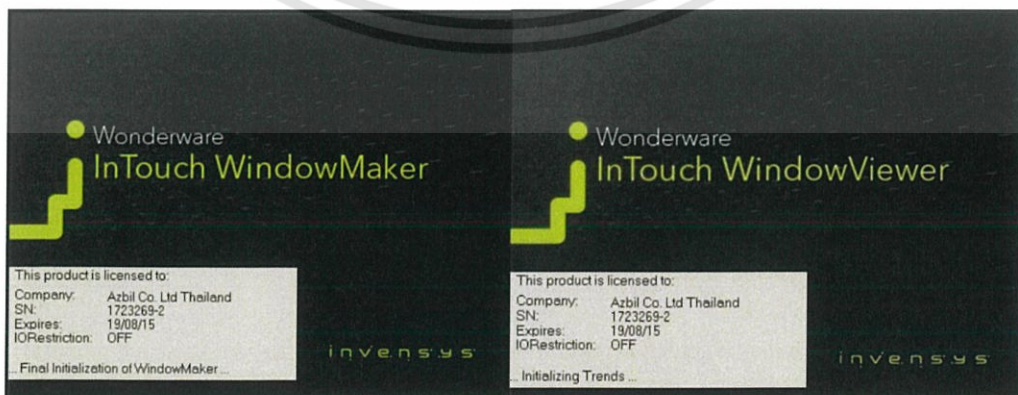 Wonderware
InTouch WindowMaker
This product is licensed to:
Company: Azbil Co. Ltd Thailand
SN: 1723269-2
Expires: 19/08/15
IORestriction: OFF
... Final Initialization of WindowMaker ...
invensys
Wonderware
InTouch WindowViewer
This product is licensed to:
Company: Azbil Co. Ltd Thailand
SN: 1723269-2
Expires: 19/08/15
IORestriction: OFF
... Initializing Trends ...
invensys